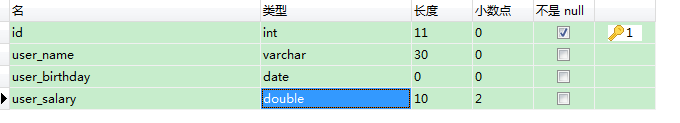 名 类型 长度 小数点 不是 null
id int 11 0 1
user_name varchar 30 0
user_birthday date 0 0
user_salary double 10 2